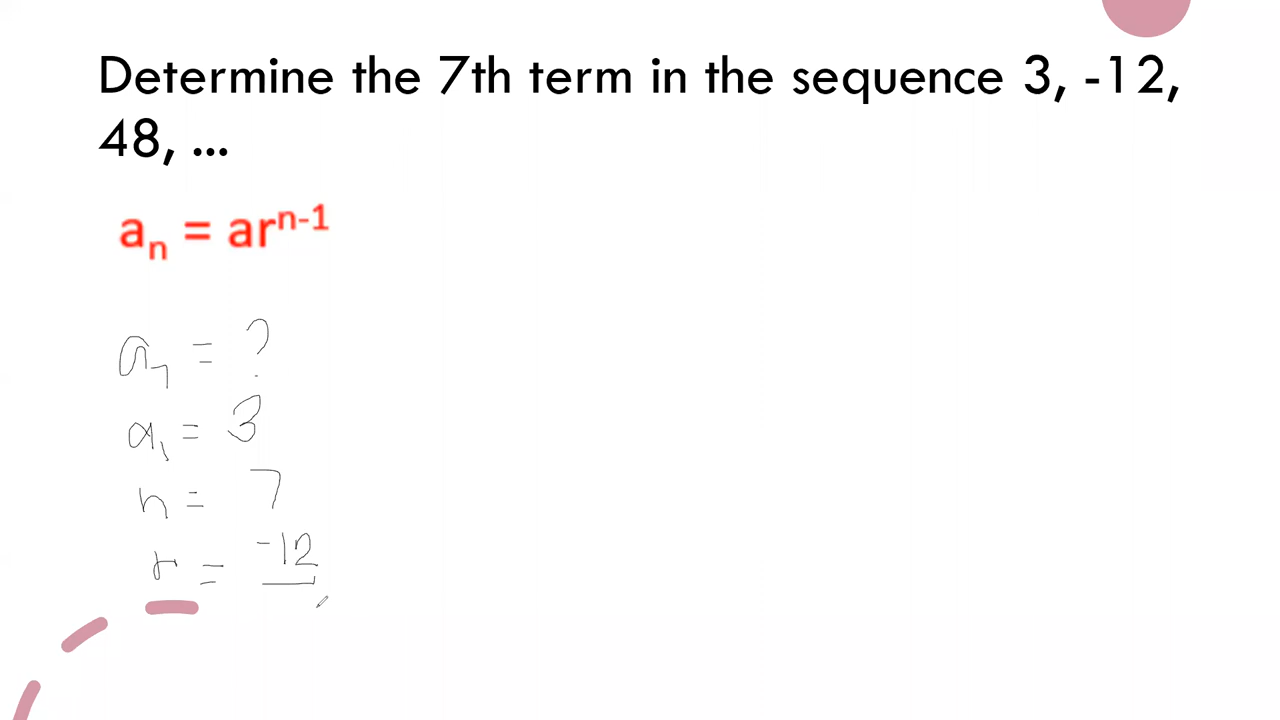 Determine the 7th term in the sequence 3, -12,
48, ...
aₙ = arⁿ⁻¹
a₇ = ?
a₁ = 3
n = 7
r = -12